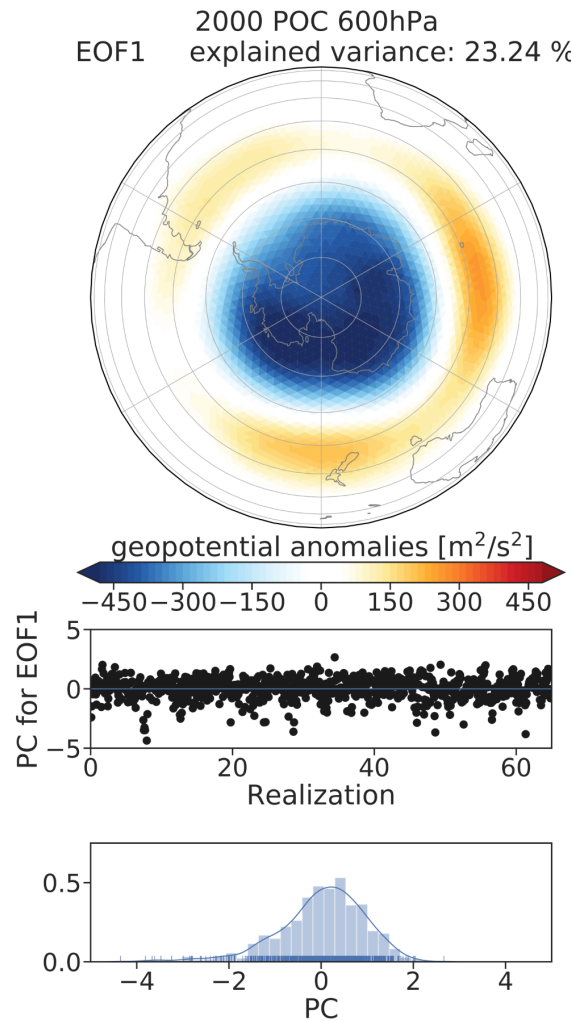 2000 POC 600hPa
EOF1 explained variance: 23.24 %
geopotential anomalies [m²/s²]
−450 −300 −150 0 150 300 450
PC for EOF1
5
0
−5
0 20 40 60
Realization
0.5
0.0
−4 −2 0 2 4
PC